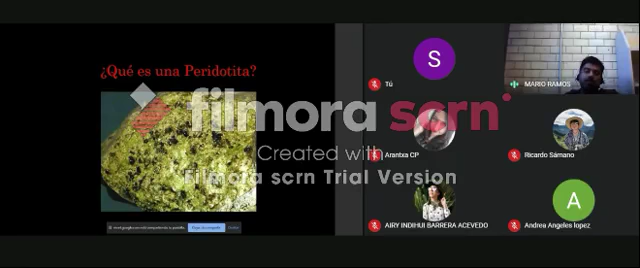 ¿Qué es una Peridotita?
filmora scrn
Created with
Filmora scrn Trial Version
S
Tú
MARIO RAMOS
Arantxa CP
Ricardo Sámano
AIRY INDIHUI BARRERA ACEVEDO
A
Andrea Angeles lopez